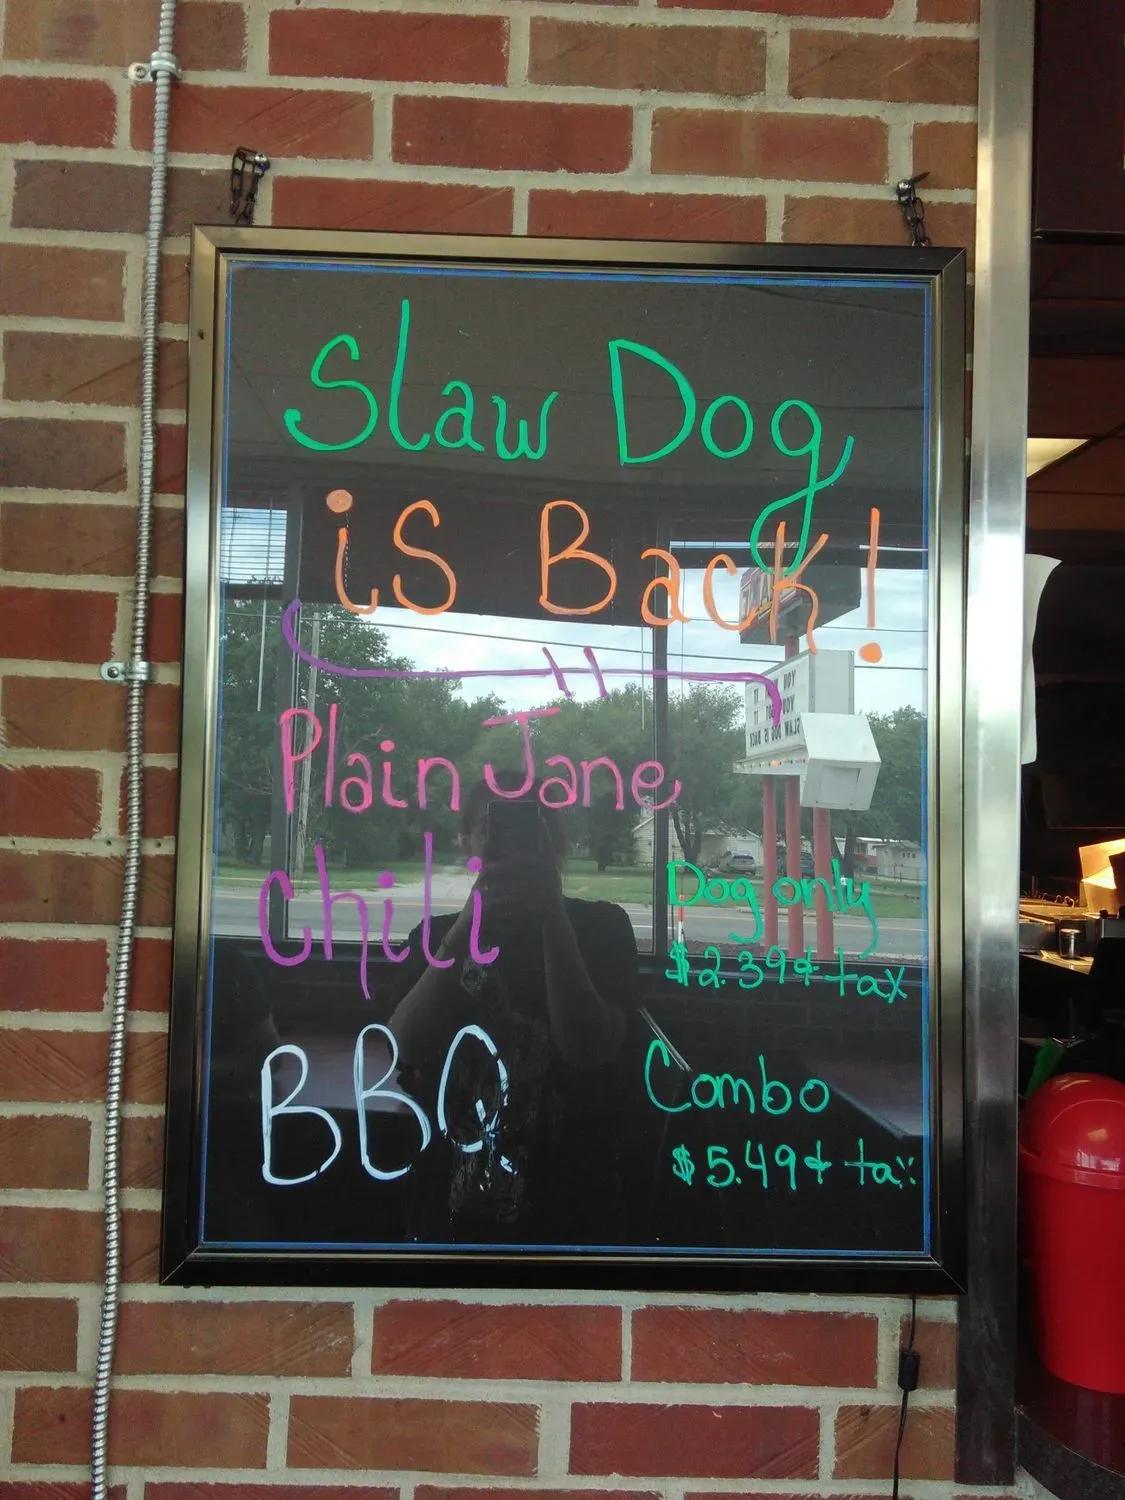 Slaw Dog
is Back!
Plain Jane
Chili
BBQ
Dog only
$2.39 + tax
Combo
$5.49 + tax